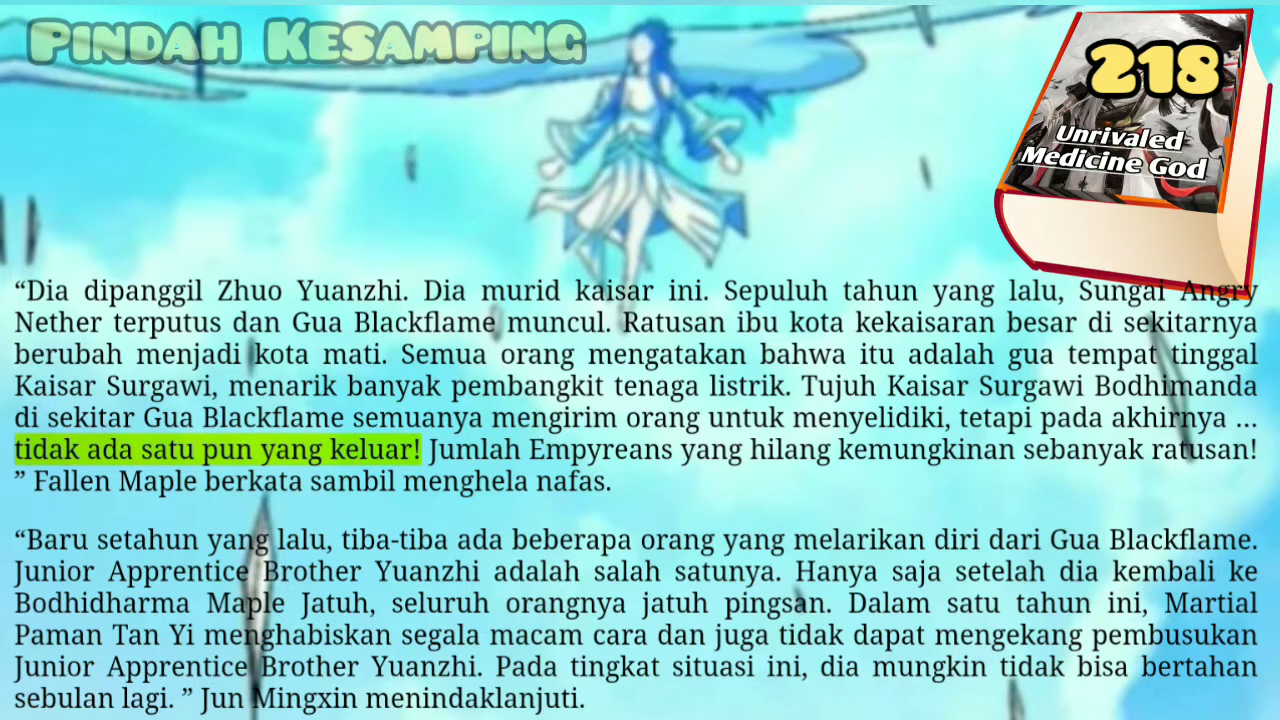 Pindah Kesamping
218
Unrivaled
Medicine God
“Dia dipanggil Zhuo Yuanzhi. Dia murid kaisar ini. Sepuluh tahun yang lalu, Sungai Angry
Nether terputus dan Gua Blackflame muncul. Ratusan ibu kota kekaisaran besar di sekitarnya
berubah menjadi kota mati. Semua orang mengatakan bahwa itu adalah gua tempat tinggal
Kaisar Surgawi, menarik banyak pembangkit tenaga listrik. Tujuh Kaisar Surgawi Bodhimanda
di sekitar Gua Blackflame semuanya mengirim orang untuk menyelidiki, tetapi pada akhirnya ...
tidak ada satu pun yang keluar! Jumlah Empyreans yang hilang kemungkinan sebanyak ratusan!
” Fallen Maple berkata sambil menghela nafas.
“Baru setahun yang lalu, tiba-tiba ada beberapa orang yang melarikan diri dari Gua Blackflame.
Junior Apprentice Brother Yuanzhi adalah salah satunya. Hanya saja setelah dia kembali ke
Bodhidharma Maple Jatuh, seluruh orangnya jatuh pingsan. Dalam satu tahun ini, Martial
Paman Tan Yi menghabiskan segala macam cara dan juga tidak dapat mengekang pembusukan
Junior Apprentice Brother Yuanzhi. Pada tingkat situasi ini, dia mungkin tidak bisa bertahan
sebulan lagi. ” Jun Mingxin menindaklanjuti.